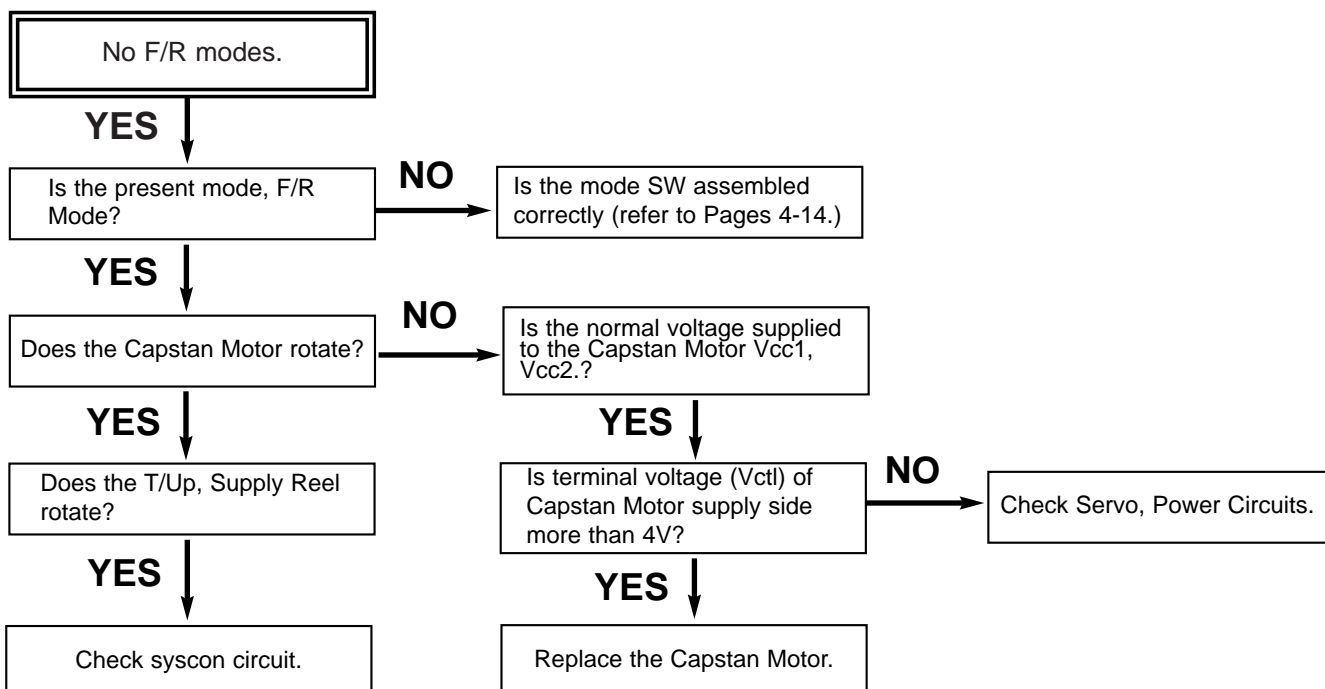 No F/R modes.
YES
Is the present mode, F/R
Mode?
NO
Is the mode SW assembled
correctly (refer to Pages 4-14.)
YES
Does the Capstan Motor rotate?
NO
Is the normal voltage supplied
to the Capstan Motor Vcc1,
Vcc2.?
YES
YES
Does the T/Up, Supply Reel
rotate?
Is terminal voltage (Vctl) of
Capstan Motor supply side
more than 4V?
NO
Check Servo, Power Circuits.
YES
YES
Check syscon circuit.
Replace the Capstan Motor.